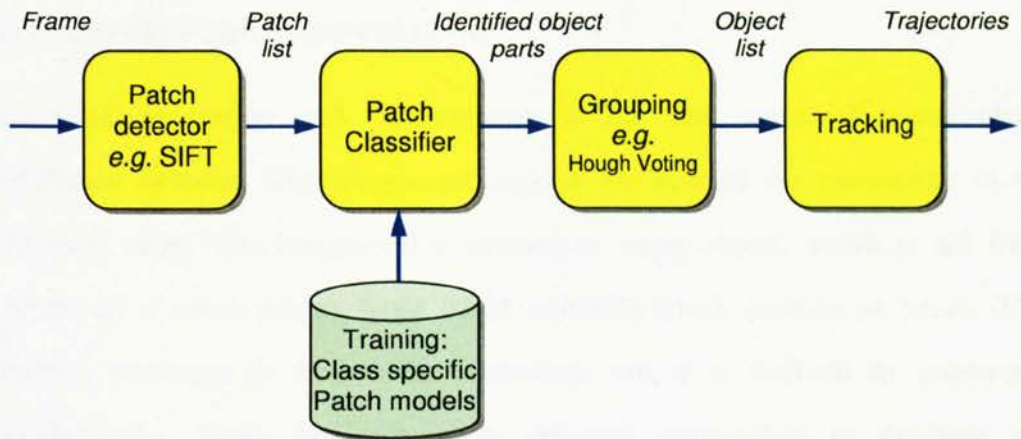 Frame
Patch
list
Identified object
parts
Object
list
Trajectories
Patch
detector
e.g. SIFT
Patch
Classifier
Grouping
e.g.
Hough Voting
Tracking
Training:
Class specific
Patch models